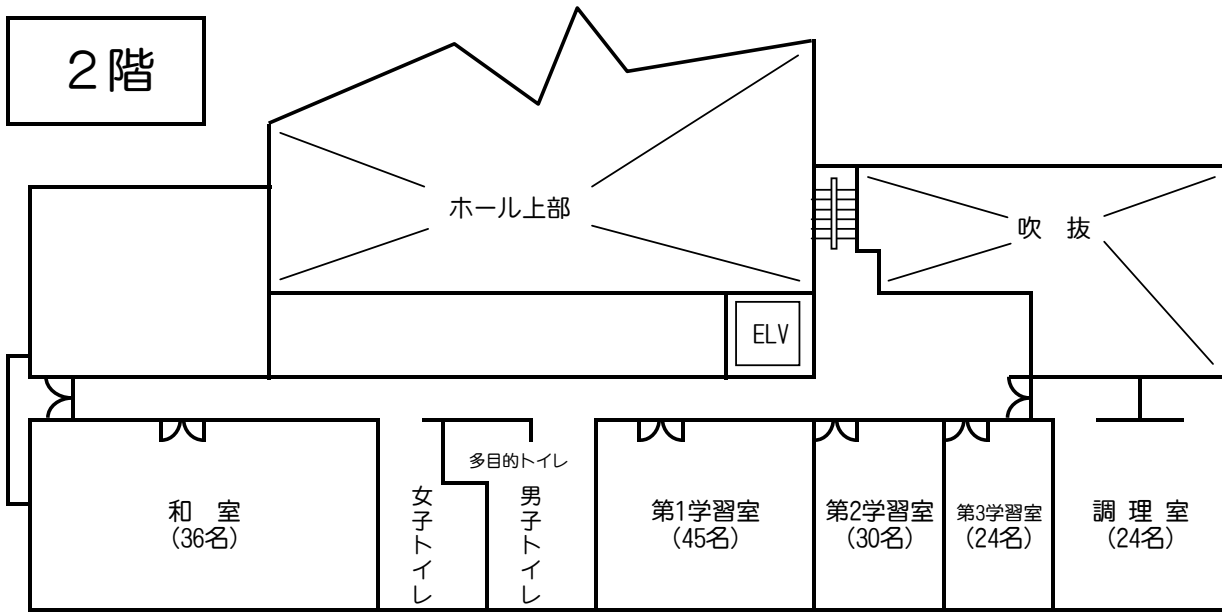 ２階
ホール上部
吹　抜
ELV
多目的トイレ
女子トイレ
男子トイレ
和　室
(36名)
第1学習室
(45名)
第2学習室
(30名)
第3学習室
(24名)
調 理 室
(24名)